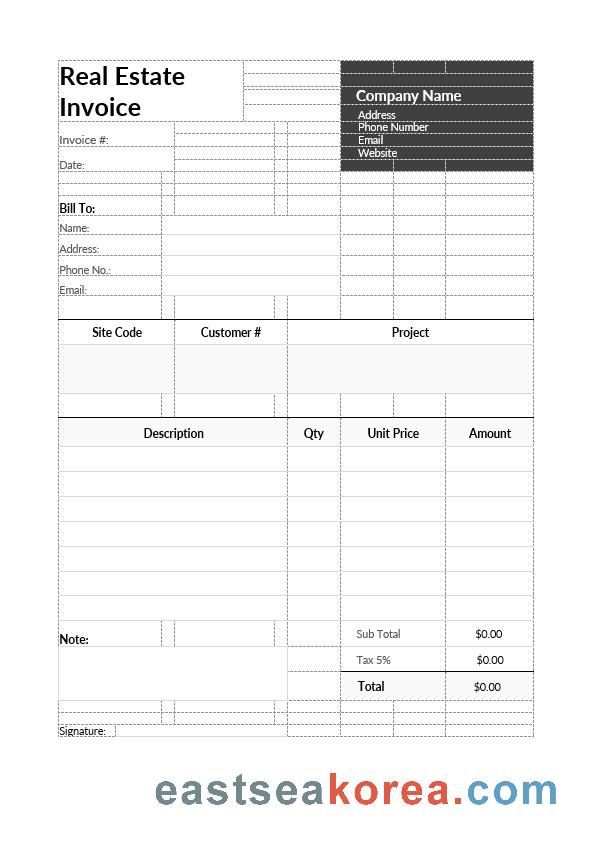 Real Estate
Invoice
Company Name
Address
Phone Number
Email
Website
Invoice #:
Date:
Bill To:
Name:
Address:
Phone No.:
Email:
Site Code Customer # Project
Description Qty Unit Price Amount
Note:
Sub Total $0.00
Tax 5% $0.00
Total $0.00
Signature:
eastseakorea.com